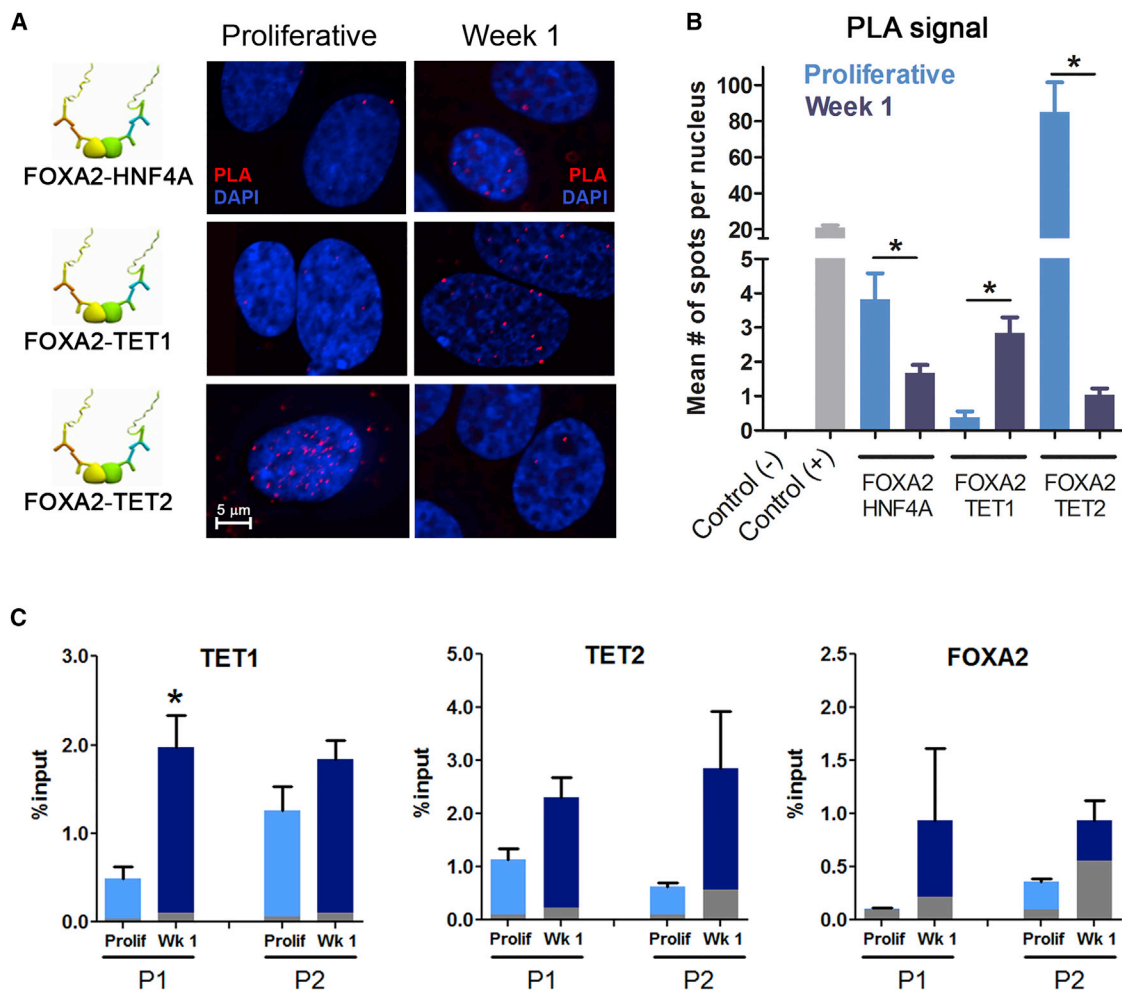 A
Proliferative
Week 1
FOXA2-HNF4A
PLA
DAPI
PLA
DAPI
FOXA2-TET1
FOXA2-TET2
5 µm
B
PLA signal
Proliferative
Week 1
Mean # of spots per nucleus
100
80
60
40
20
5
4
3
2
1
0
*
*
*
Control (-)
Control (+)
FOXA2
HNF4A
FOXA2
TET1
FOXA2
TET2
C
TET1
%input
3.0
2.0
1.0
0.0
*
Prolif
Wk 1
Prolif
Wk 1
P1
P2
TET2
%input
5.0
4.0
3.0
2.0
1.0
0.0
Prolif
Wk 1
Prolif
Wk 1
P1
P2
FOXA2
%input
2.5
2.0
1.5
1.0
0.5
0.0
Prolif
Wk 1
Prolif
Wk 1
P1
P2